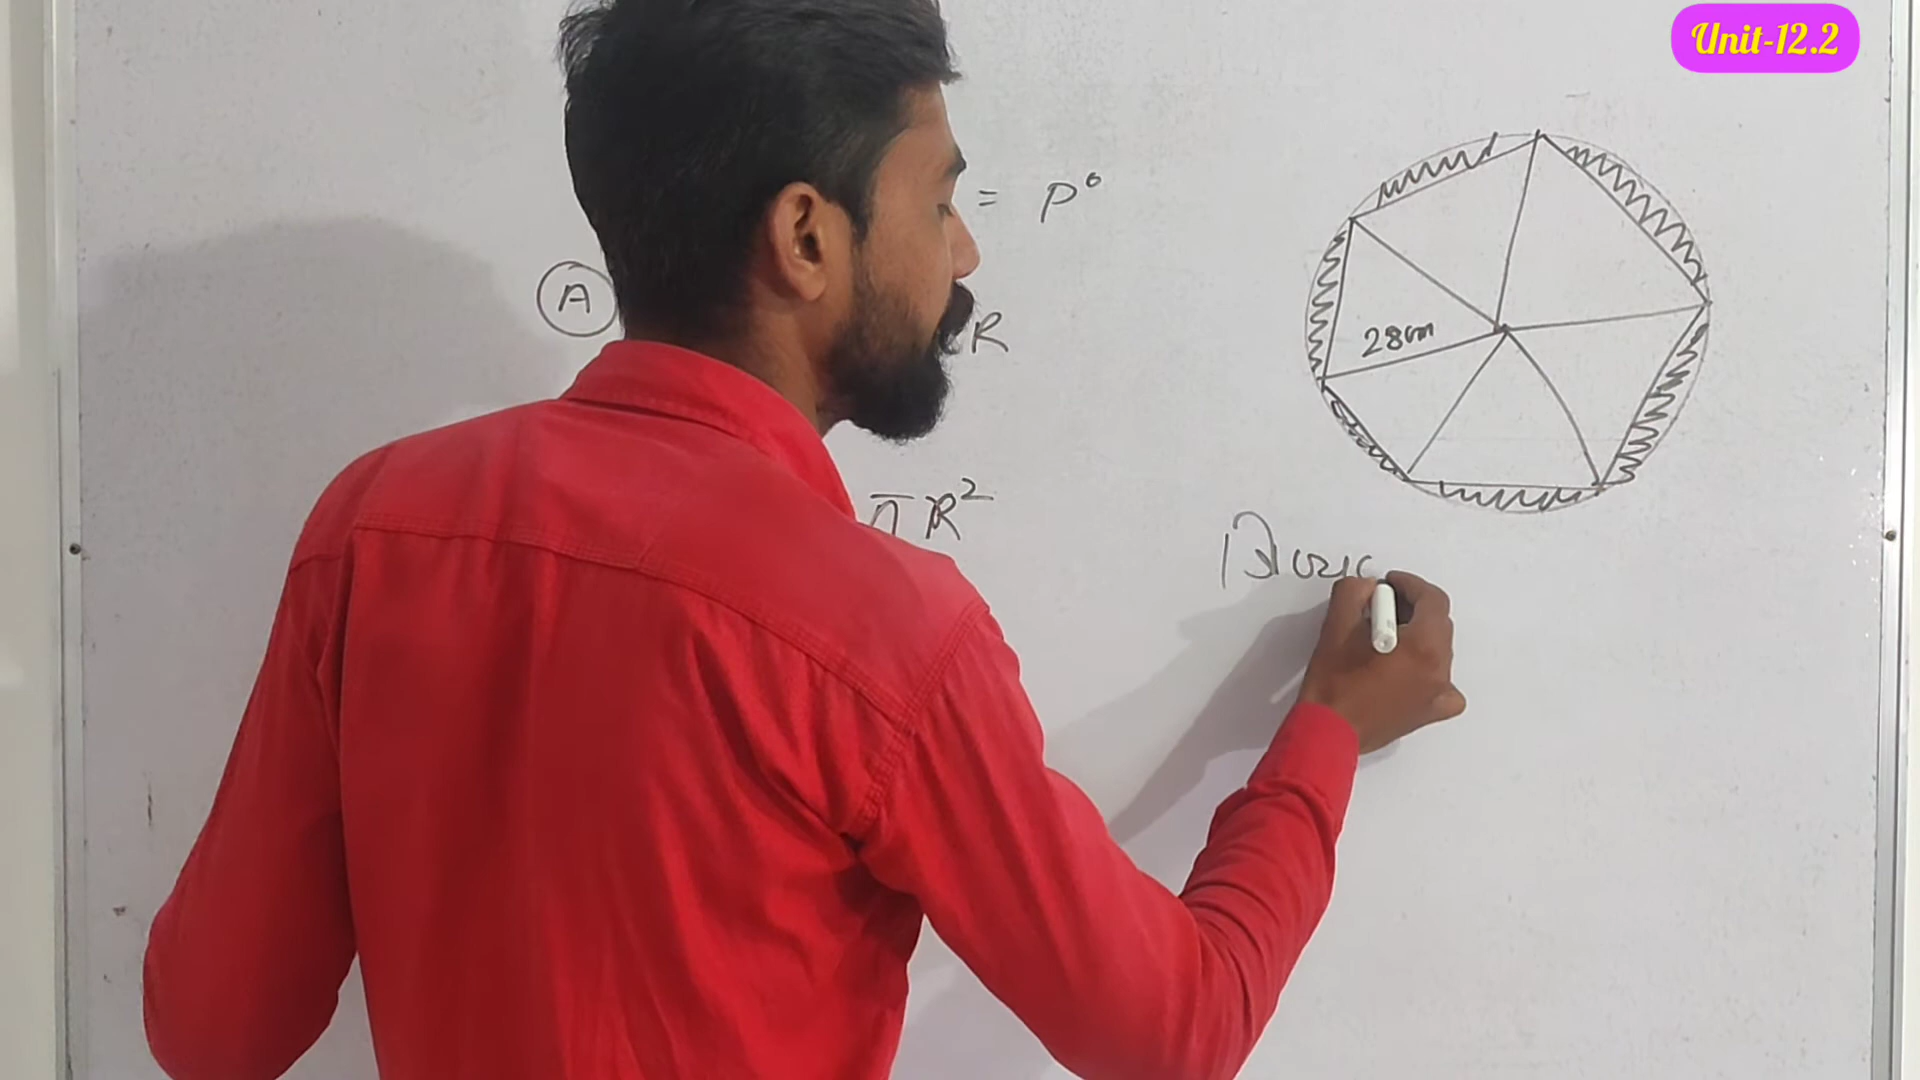 Unit-12.2
= P°
A
R
πR²
28cm